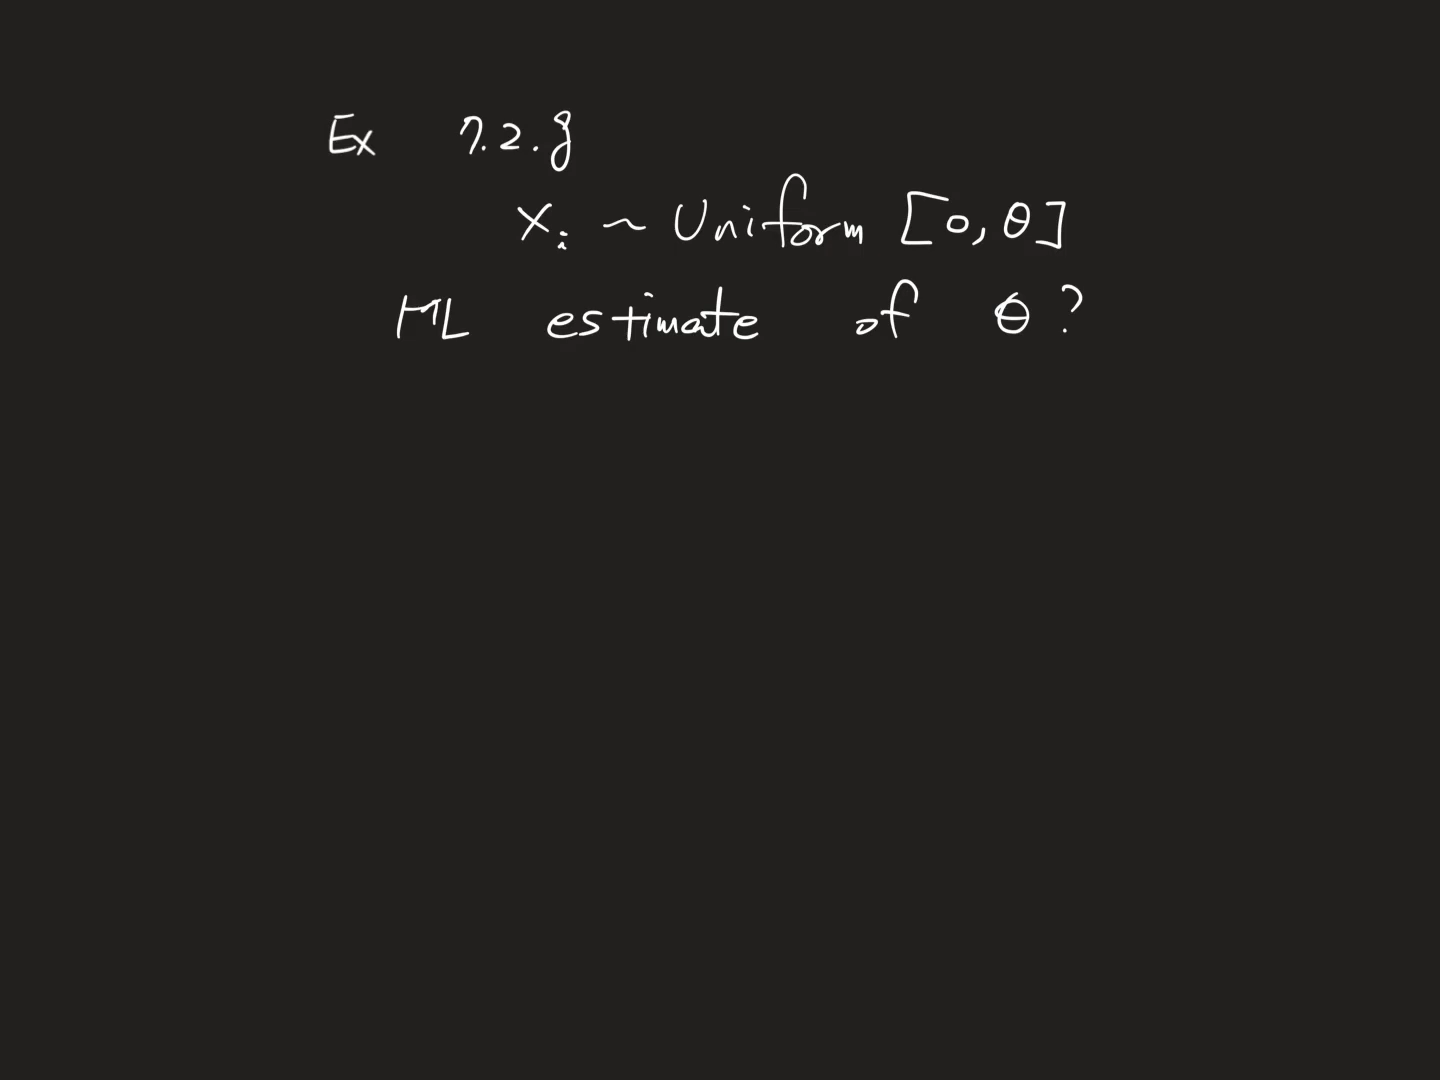 Ex 7.2.8
Xi ~ Uniform [0, θ]
ML estimate of θ?